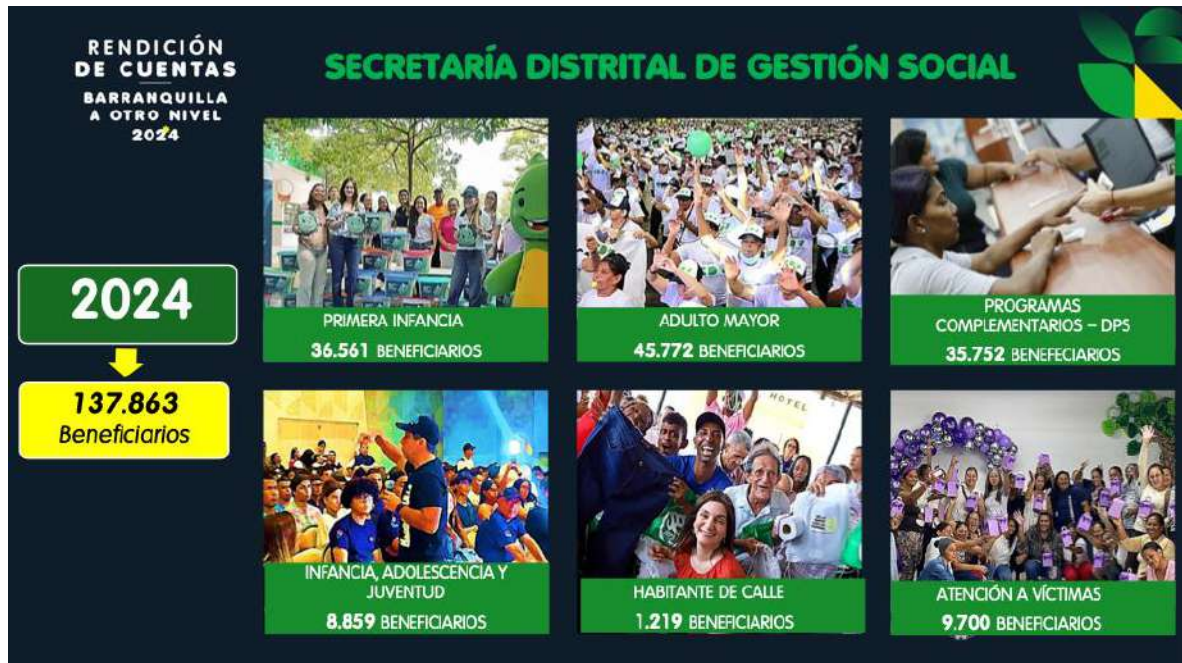 RENDICIÓN
DE CUENTAS
BARRANQUILLA
A OTRO NIVEL
2024
SECRETARÍA DISTRITAL DE GESTIÓN SOCIAL
2024
137.863
Beneficiarios
PRIMERA INFANCIA
36.561 BENEFICIARIOS
ADULTO MAYOR
45.772 BENEFICIARIOS
PROGRAMAS
COMPLEMENTARIOS – DPS
35.752 BENEFECIARIOS
INFANCIA, ADOLESCENCIA Y
JUVENTUD
8.859 BENEFICIARIOS
HOTEL
HABITANTE DE CALLE
1.219 BENEFICIARIOS
ATENCIÓN A VÍCTIMAS
9.700 BENEFICIARIOS